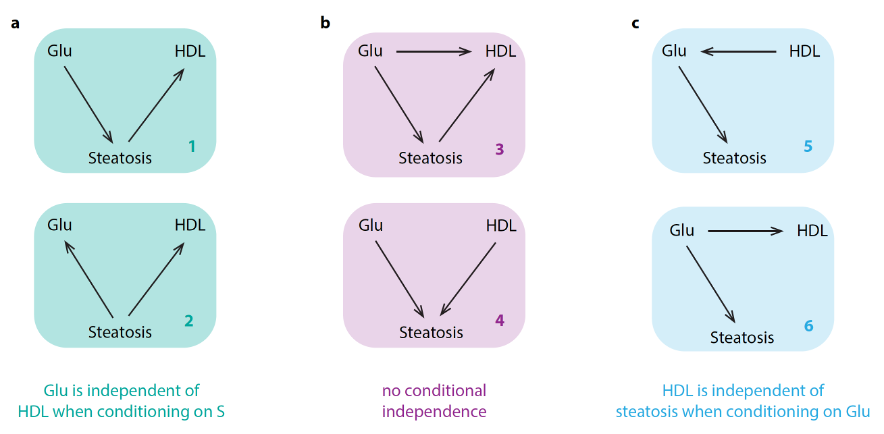 a
Glu HDL
Steatosis
1
Glu HDL
Steatosis
2
Glu is independent of
HDL when conditioning on S
b
Glu HDL
Steatosis
3
Glu HDL
Steatosis
4
no conditional
independence
c
Glu HDL
Steatosis
5
Glu HDL
Steatosis
6
HDL is independent of
steatosis when conditioning on Glu